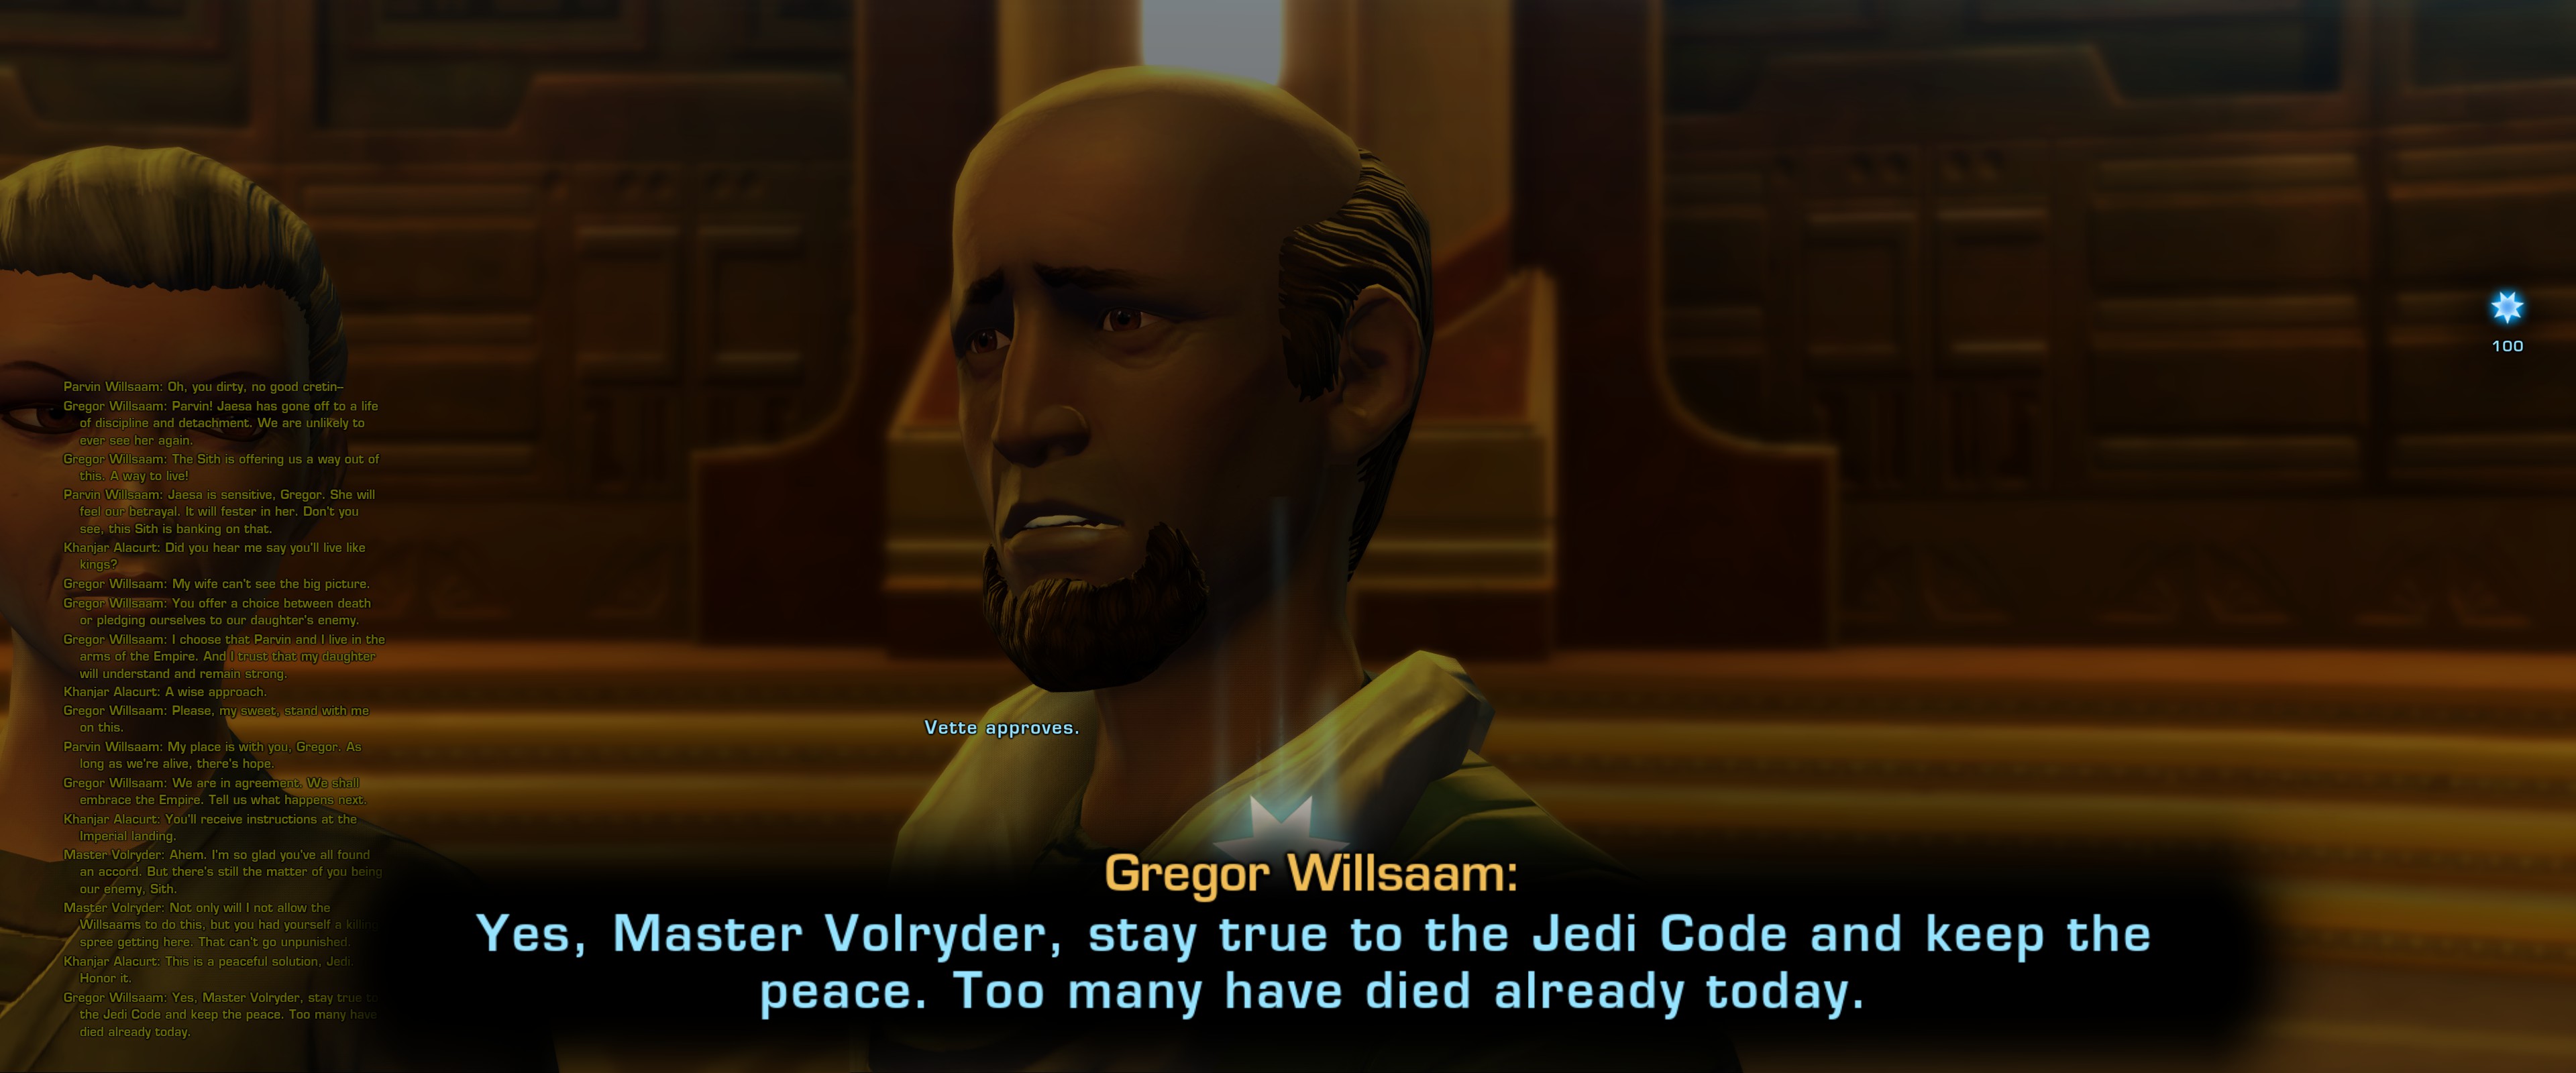 Parvin Willsaam: Oh, you dirty, no good cretin–
Gregor Willsaam: Parvin! Jaesa has gone off to a life
of discipline and detachment. We are unlikely to
ever see her again.
Gregor Willsaam: The Sith is offering us a way out of
this. A way to live!
Parvin Willsaam: Jaesa is sensitive, Gregor. She will
feel our betrayal. It will fester in her. Don't you
see, this Sith is banking on that.
Khanjar Alacurt: Did you hear me say you'll live like
kings?
Gregor Willsaam: My wife can't see the big picture.
Gregor Willsaam: You offer a choice between death
or pledging ourselves to our daughter's enemy.
Gregor Willsaam: I choose that Parvin and I live in the
arms of the Empire. And I trust that my daughter
will understand and remain strong.
Khanjar Alacurt: A wise approach.
Gregor Willsaam: Please, my sweet, stand with me
on this.
Parvin Willsaam: My place is with you, Gregor. As
long as we're alive, there's hope.
Gregor Willsaam: We are in agreement. We shall
embrace the Empire. Tell us what happens next.
Khanjar Alacurt: You'll receive instructions at the
Imperial landing.
Master Volryder: Ahem. I'm so glad you've all found
an accord. But there's still the matter of you being
our enemy, Sith.
Master Volryder: Not only will I not allow the
Willsaams to do this, but you had yourself a killing
spree getting here. That can't go unpunished.
Khanjar Alacurt: This is a peaceful solution, Jedi.
Honor it.
Gregor Willsaam: Yes, Master Volryder, stay true to
the Jedi Code and keep the peace. Too many have
died already today.
Vette approves.
Gregor Willsaam:
Yes, Master Volryder, stay true to the Jedi Code and keep the
peace. Too many have died already today.
100